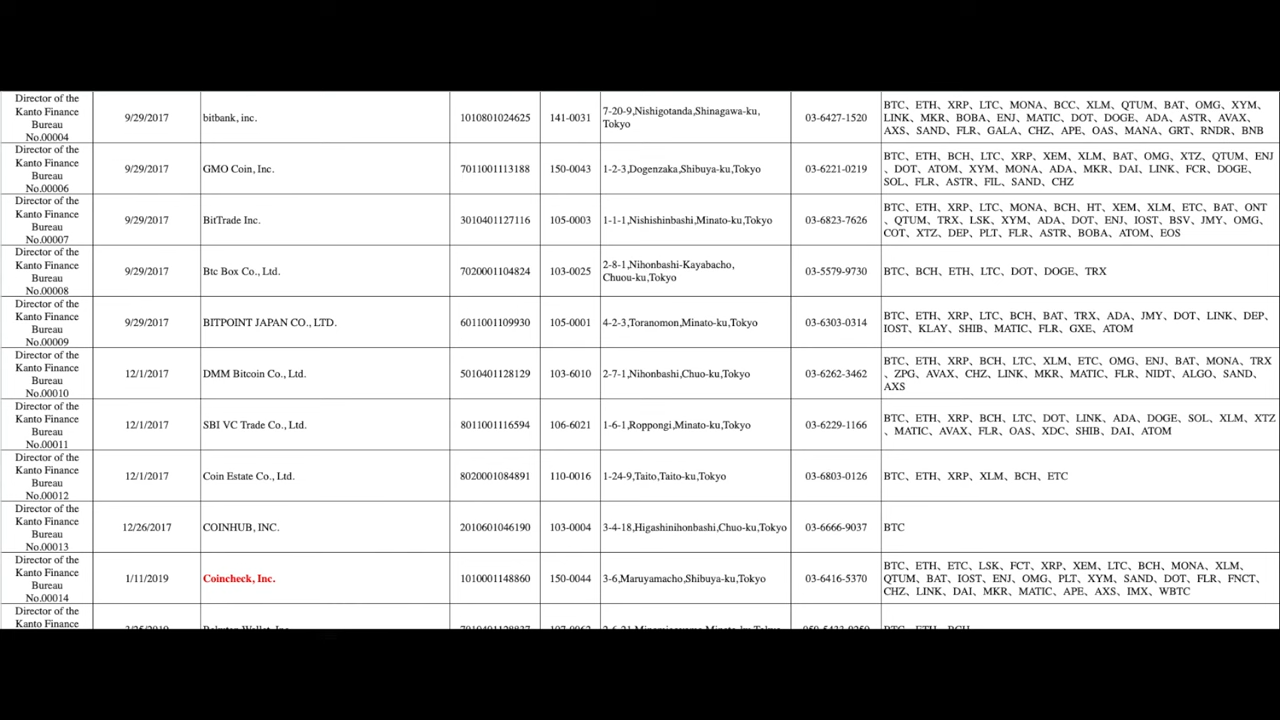 Director of the
Kanto Finance
Bureau
No.00004
9/29/2017
bitbank, inc.
1010801024625
141-0031
7-20-9,Nishigotanda,Shinagawa-ku,
Tokyo
03-6427-1520
BTC、ETH、XRP、LTC、MONA、BCC、XLM、QTUM、BAT、OMG、XYM、
LINK、MKR、BOBA、ENJ、MATIC、DOT、DOGE、ADA、ASTR、AVAX、
AXS、SAND、FLR、GALA、CHZ、APE、OAS、MANA、GRT、RNDR、BNB
Director of the
Kanto Finance
Bureau
No.00006
9/29/2017
GMO Coin, Inc.
7011001113188
150-0043
1-2-3,Dogenzaka,Shibuya-ku,Tokyo
03-6221-0219
BTC、ETH、BCH、LTC、XRP、XEM、XLM、BAT、OMG、XTZ、QTUM、ENJ
、DOT、ATOM、XYM、MONA、ADA、MKR、DAI、LINK、FCR、DOGE、
SOL、FLR、ASTR、FIL、SAND、CHZ
Director of the
Kanto Finance
Bureau
No.00007
9/29/2017
BitTrade Inc.
3010401127116
105-0003
1-1-1,Nishishinbashi,Minato-ku,Tokyo
03-6823-7626
BTC、ETH、XRP、LTC、MONA、BCH、HT、XEM、XLM、ETC、BAT、ONT
、QTUM、TRX、LSK、XYM、ADA、DOT、ENJ、IOST、BSV、JMY、OMG、
COT、XTZ、DEP、PLT、FLR、ASTR、BOBA、ATOM、EOS
Director of the
Kanto Finance
Bureau
No.00008
9/29/2017
Btc Box Co., Ltd.
7020001104824
103-0025
2-8-1,Nihonbashi-Kayabacho,
Chuou-ku,Tokyo
03-5579-9730
BTC、BCH、ETH、LTC、DOT、DOGE、TRX
Director of the
Kanto Finance
Bureau
No.00009
9/29/2017
BITPOINT JAPAN CO., LTD.
6011001109930
105-0001
4-2-3,Toranomon,Minato-ku,Tokyo
03-6303-0314
BTC、ETH、XRP、LTC、BCH、BAT、TRX、ADA、JMY、DOT、LINK、DEP、
IOST、KLAY、SHIB、MATIC、FLR、GXE、ATOM
Director of the
Kanto Finance
Bureau
No.00010
12/1/2017
DMM Bitcoin Co., Ltd.
5010401128129
103-6010
2-7-1,Nihonbashi,Chuo-ku,Tokyo
03-6262-3462
BTC、ETH、XRP、BCH、LTC、XLM、ETC、OMG、ENJ、BAT、MONA、TRX
、ZPG、AVAX、CHZ、LINK、MKR、MATIC、FLR、NIDT、ALGO、SAND、
AXS
Director of the
Kanto Finance
Bureau
No.00011
12/1/2017
SBI VC Trade Co., Ltd.
8011001116594
106-6021
1-6-1,Roppongi,Minato-ku,Tokyo
03-6229-1166
BTC、ETH、XRP、BCH、LTC、DOT、LINK、ADA、DOGE、SOL、XLM、XTZ
、MATIC、AVAX、FLR、OAS、XDC、SHIB、DAI、ATOM
Director of the
Kanto Finance
Bureau
No.00012
12/1/2017
Coin Estate Co., Ltd.
8020001084891
110-0016
1-24-9,Taito,Taito-ku,Tokyo
03-6803-0126
BTC、ETH、XRP、XLM、BCH、ETC
Director of the
Kanto Finance
Bureau
No.00013
12/26/2017
COINHUB, INC.
2010601046190
103-0004
3-4-18,Higashinihonbashi,Chuo-ku,Tokyo
03-6666-9037
BTC
Director of the
Kanto Finance
Bureau
No.00014
1/11/2019
Coincheck, Inc.
1010001148860
150-0044
3-6,Maruyamacho,Shibuya-ku,Tokyo
03-6416-5370
BTC、ETH、ETC、LSK、FCT、XRP、XEM、LTC、BCH、MONA、XLM、
QTUM、BAT、IOST、ENJ、OMG、PLT、XYM、SAND、DOT、FLR、FNCT、
CHZ、LINK、DAI、MKR、MATIC、APE、AXS、IMX、WBTC
Director of the
Kanto Finance